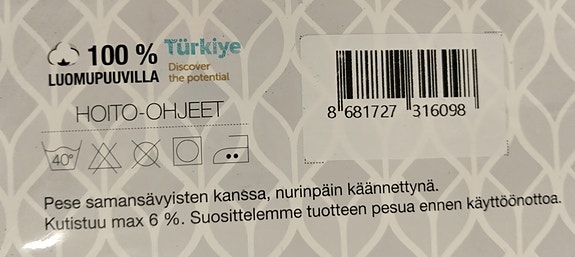 100 %
LUOMUPUUVILLA
Türkiye
Discover
the potential
HOITO-OHJEET
40°
8 681727 316098
Pese samansävyisten kanssa, nurinpäin käännettynä.
Kutistuu max 6 %. Suosittelemme tuotteen pesua ennen käyttöönottoa.